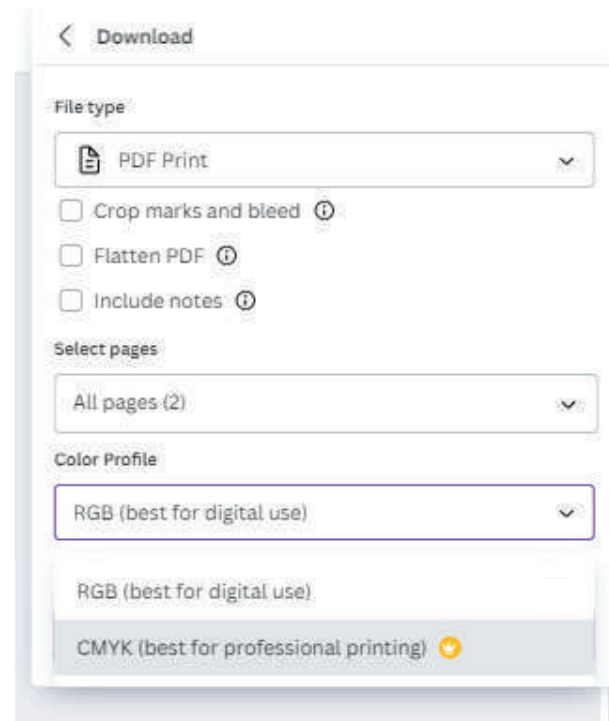 Download
File type
PDF Print
Crop marks and bleed
Flatten PDF
Include notes
Select pages
All pages (2)
Color Profile
RGB (best for digital use)
RGB (best for digital use)
CMYK (best for professional printing)